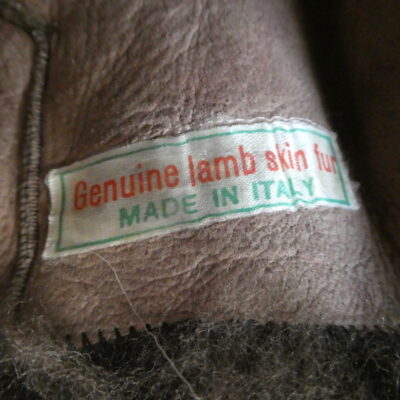 Genuine lamb skin fur
MADE IN ITALY